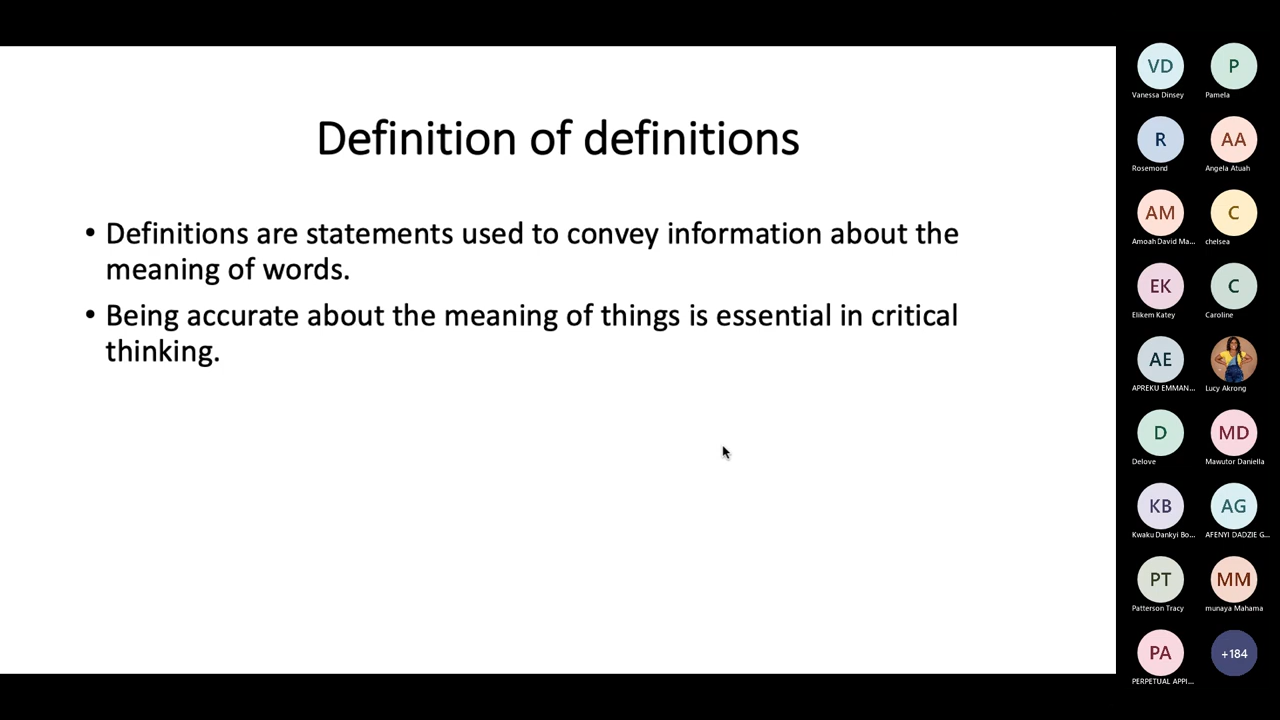 Definition of definitions
• Definitions are statements used to convey information about the
meaning of words.
• Being accurate about the meaning of things is essential in critical
thinking.
VD
Vanessa Dinsey
P
Pamela
R
Rosemond
AA
Angela Atuah
AM
Amoah David Ma...
C
chelsea
EK
Elikem Katey
C
Caroline
AE
APREKU EMMAN...
Lucy Akrong
D
Delove
MD
Mawutor Daniella
KB
Kwaku Dankyi Bo...
AG
AFENYI DADZIE G...
PT
Patterson Tracy
MM
munaya Mahama
PA
PERPETUAL APPI...
+184